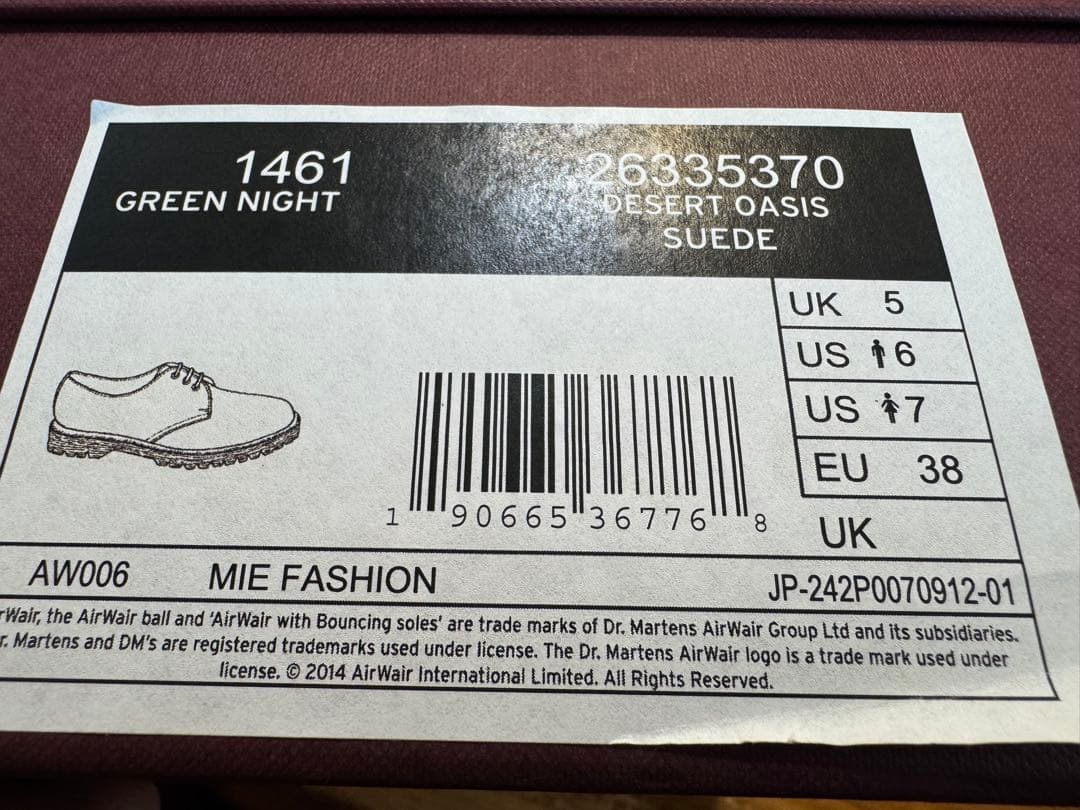 1461
GREEN NIGHT
26335370
DESERT OASIS
SUEDE
UK 5
US 6
US 7
EU 38
UK
1 90665 36776 8
AW006 MIE FASHION JP-242P0070912-01
rWair, the AirWair ball and 'AirWair with Bouncing soles' are trade marks of Dr. Martens AirWair Group Ltd and its subsidiaries.
r. Martens and DM's are registered trademarks used under license. The Dr. Martens AirWair logo is a trade mark used under
license. © 2014 AirWair International Limited. All Rights Reserved.